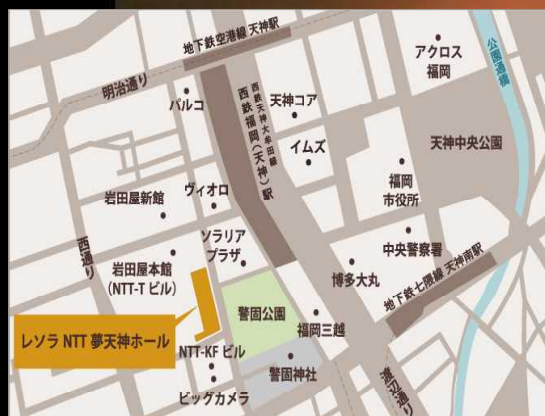 地下鉄空港線 天神駅
アクロス
福岡
公園通橋
明治通り
パルコ
天神コア
西鉄天神大牟田線
西鉄福岡(天神)駅
イムズ
天神中央公園
福岡
市役所
岩田屋新館
ヴィオロ
西通り
ソラリア
プラザ
中央警察署
岩田屋本館
(NTT-T ビル)
博多大丸
地下鉄七隈線 天神南駅
レソラ NTT 夢天神ホール
警固公園
福岡三越
NTT-KF ビル
警固神社
ビッグカメラ
渡辺通り